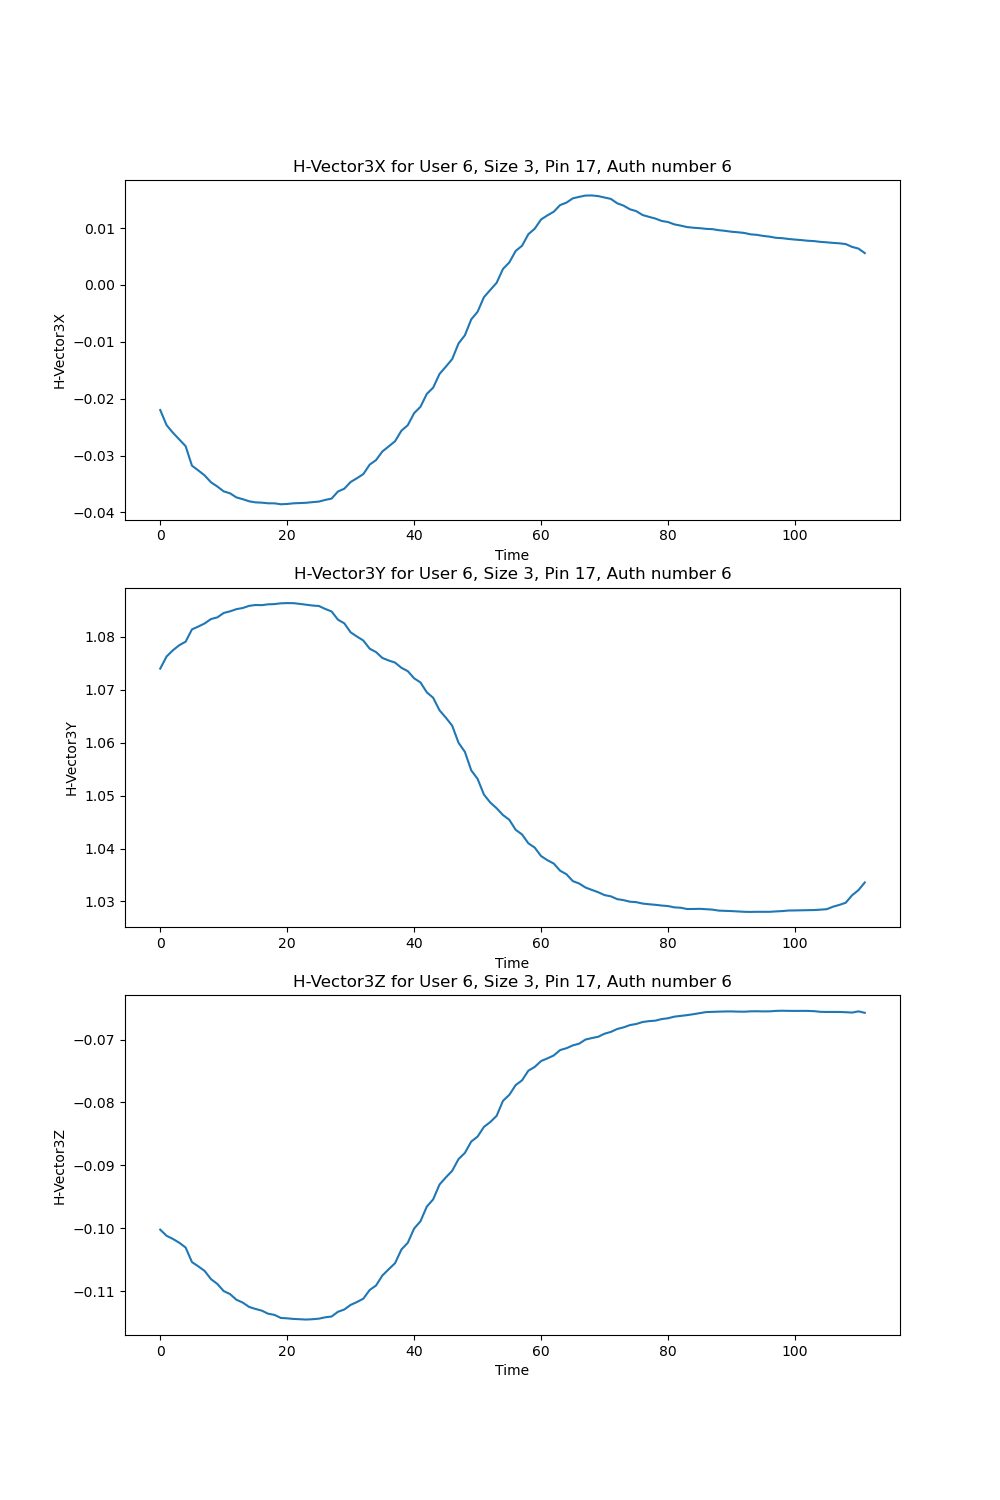 H-Vector3X for User 6, Size 3, Pin 17, Auth number 6
H-Vector3X
0.01
0.00
−0.01
−0.02
−0.03
−0.04
0 20 40 60 80 100
Time
H-Vector3Y for User 6, Size 3, Pin 17, Auth number 6
H-Vector3Y
1.08
1.07
1.06
1.05
1.04
1.03
0 20 40 60 80 100
Time
H-Vector3Z for User 6, Size 3, Pin 17, Auth number 6
H-Vector3Z
−0.07
−0.08
−0.09
−0.10
−0.11
0 20 40 60 80 100
Time